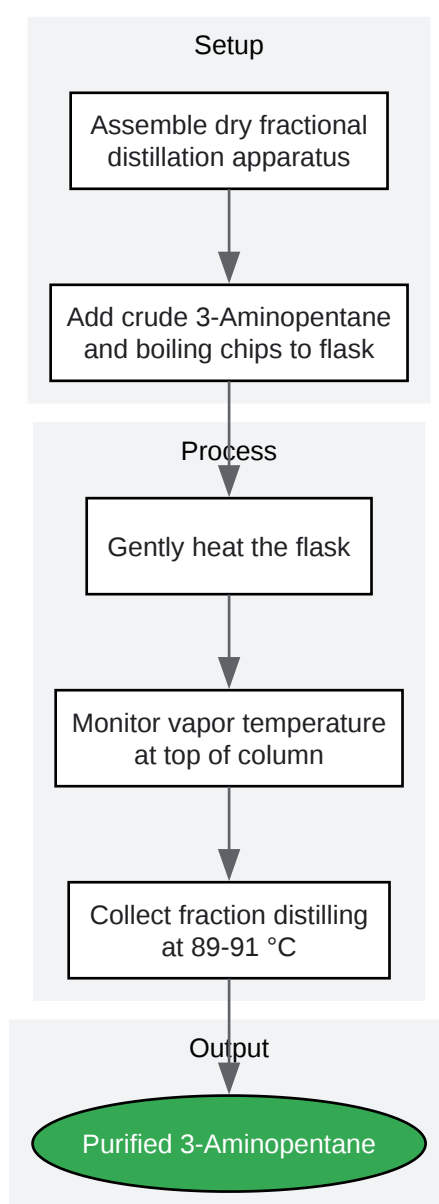 Setup
Assemble dry fractional
distillation apparatus
Add crude 3-Aminopentane
and boiling chips to flask
Process
Gently heat the flask
Monitor vapor temperature
at top of column
Collect fraction distilling
at 89-91 °C
Output
Purified 3-Aminopentane